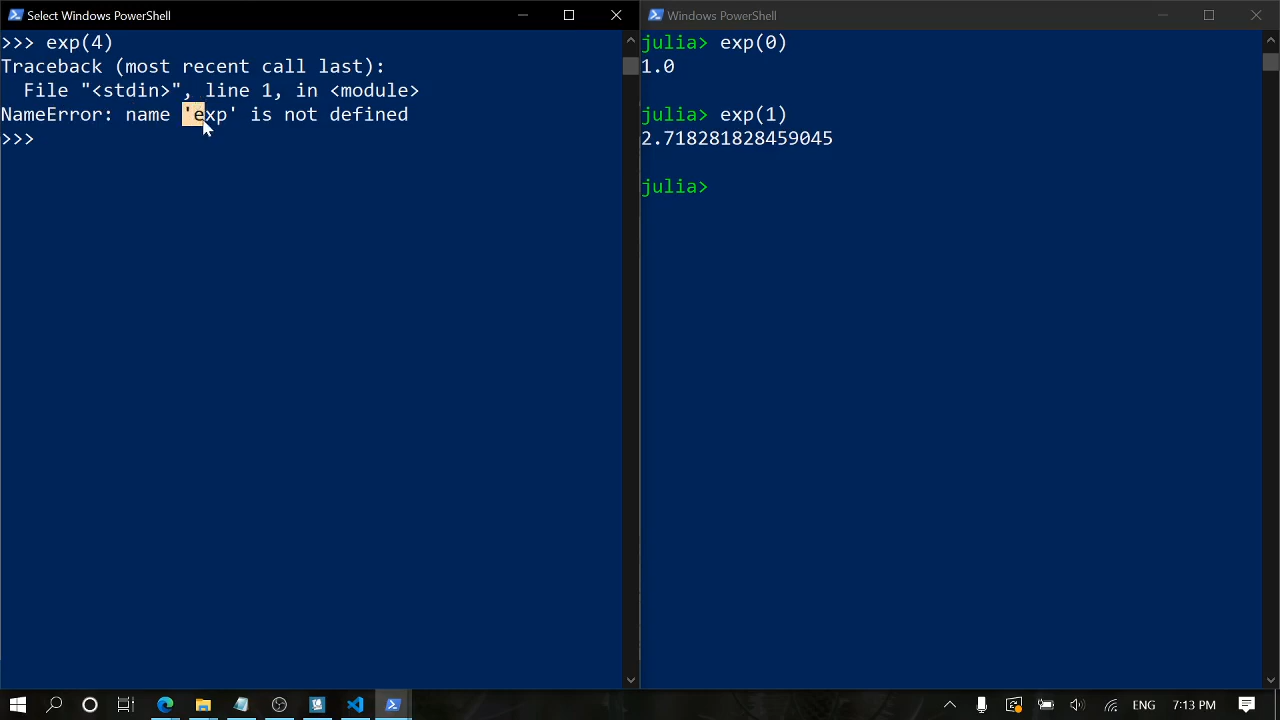 Select Windows PowerShell
>>> exp(4)
Traceback (most recent call last):
  File "<stdin>", line 1, in <module>
NameError: name 'exp' is not defined
>>>
Windows PowerShell
julia> exp(0)
1.0
julia> exp(1)
2.718281828459045
julia>
ENG
7:13 PM